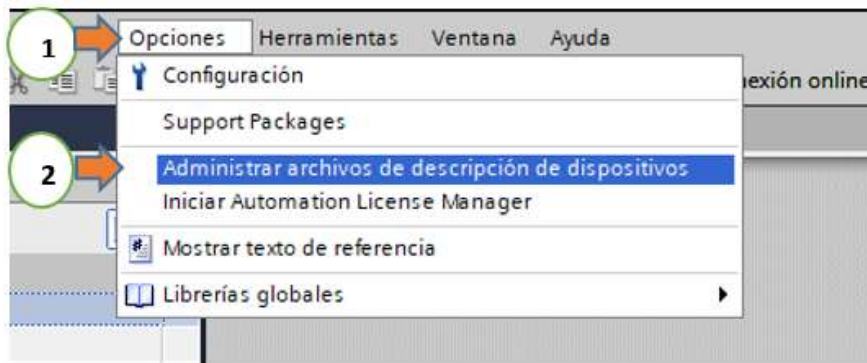 1
Opciones Herramientas Ventana Ayuda
Configuración
exión online
Support Packages
2
Administrar archivos de descripción de dispositivos
Iniciar Automation License Manager
Mostrar texto de referencia
Librerías globales